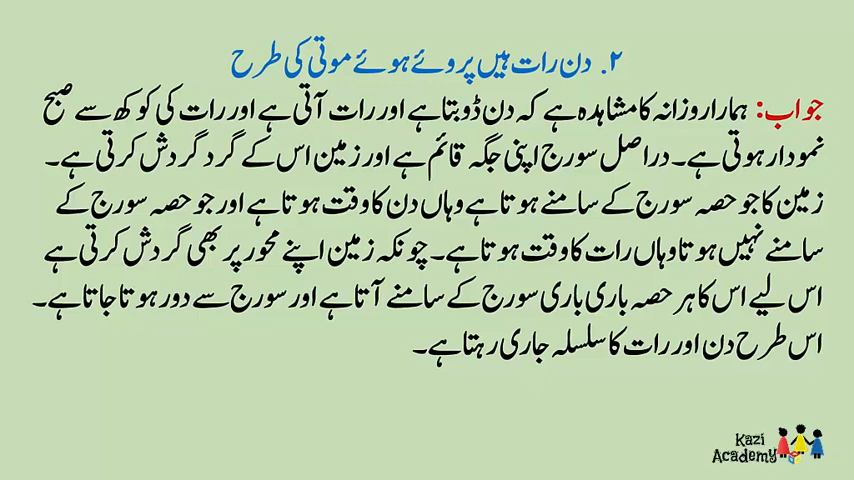 ۲. دن رات ہیں پروئے ہوئے موتی کی طرح
جواب: ہمارا روزانہ کا مشاہدہ ہے کہ دن ڈوبتا ہے اور رات آتی ہے اور رات کی کوکھ سے صبح
نمودار ہوتی ہے۔ دراصل سورج اپنی جگہ قائم ہے اور زمین اس کے گرد گردش کرتی ہے۔
زمین کا جو حصہ سورج کے سامنے ہوتا ہے وہاں دن کا وقت ہوتا ہے اور جو حصہ سورج کے
سامنے نہیں ہوتا وہاں رات کا وقت ہوتا ہے۔ چونکہ زمین اپنے محور پر بھی گردش کرتی ہے
اس لیے اس کا ہر حصہ باری باری سورج کے سامنے آتا ہے اور سورج سے دور ہوتا جاتا ہے۔
اس طرح دن اور رات کا سلسلہ جاری رہتا ہے۔
Kazi
Academy